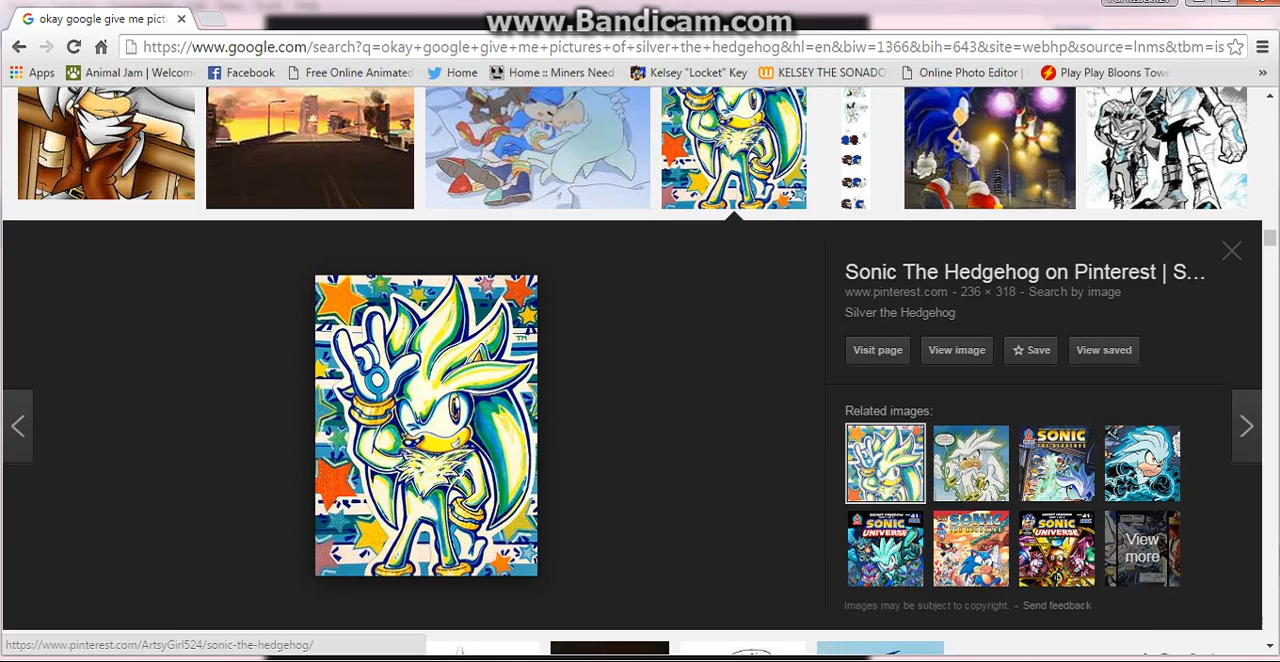 www.Bandicam.com
okay google give me pict
https://www.google.com/search?q=okay+google+give+me+pictures+of+silver+the+hedgehog&hl=en&biw=1366&bih=643&site=webhp&source=lnms&tbm=is
Apps Animal Jam | Welcom Facebook Free Online Animated Home Home :: Miners Need Kelsey "Locket" Key KELSEY THE SONADO Online Photo Editor | Play Play Bloons Towe »
Sonic The Hedgehog on Pinterest | S...
www.pinterest.com - 236 × 318 - Search by image
Silver the Hedgehog
Visit page View image Save View saved
Related images:
SONIC
SONIC UNIVERSE
SONIC
SONIC UNIVERSE
View more
Images may be subject to copyright. - Send feedback
https://www.pinterest.com/ArtsyGirl524/sonic-the-hedgehog/